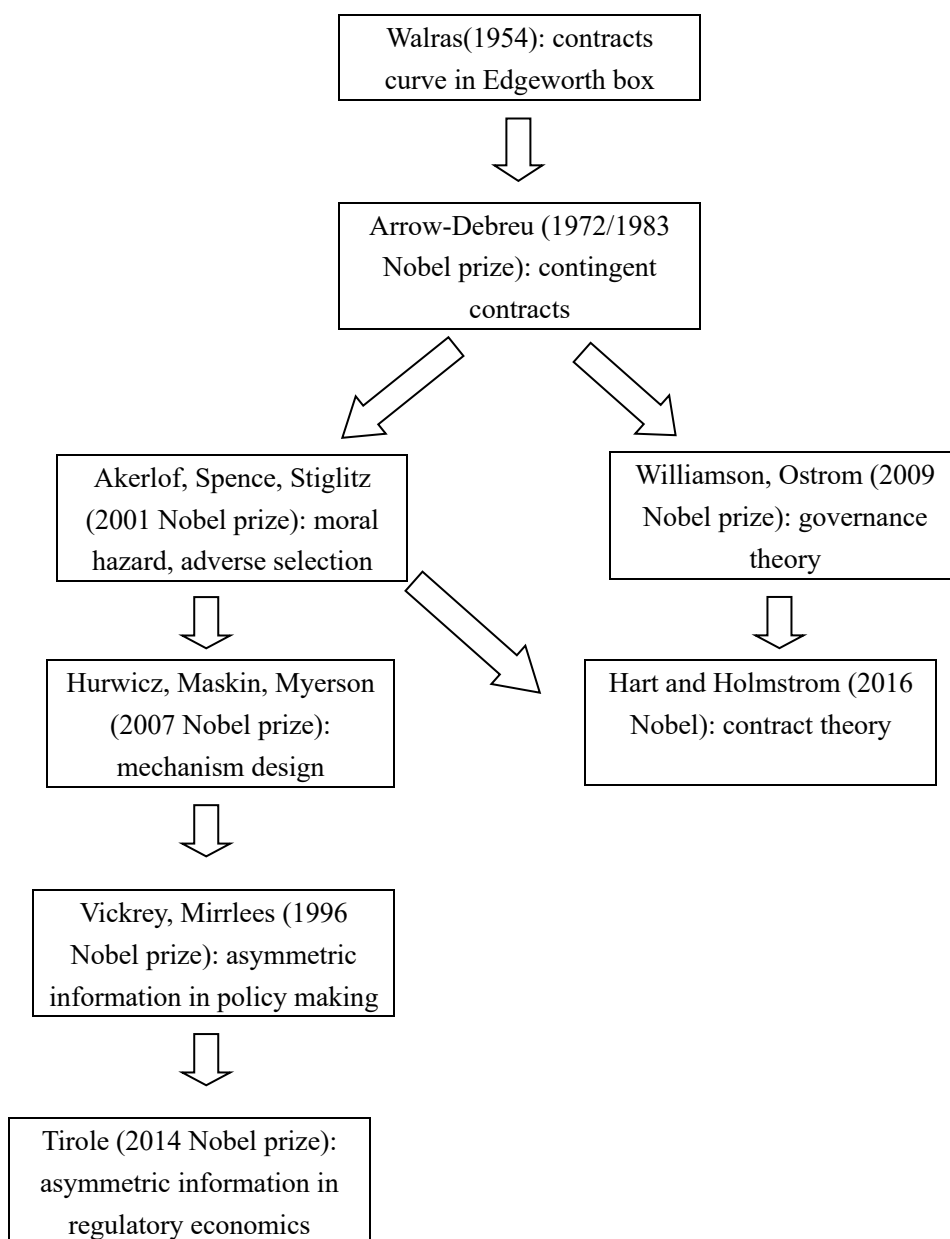 Walras(1954): contracts
curve in Edgeworth box
Arrow-Debreu (1972/1983
Nobel prize): contingent
contracts
Akerlof, Spence, Stiglitz
(2001 Nobel prize): moral
hazard, adverse selection
Williamson, Ostrom (2009
Nobel prize): governance
theory
Hurwicz, Maskin, Myerson
(2007 Nobel prize):
mechanism design
Hart and Holmstrom (2016
Nobel): contract theory
Vickrey, Mirrlees (1996
Nobel prize): asymmetric
information in policy making
Tirole (2014 Nobel prize):
asymmetric information in
regulatory economics